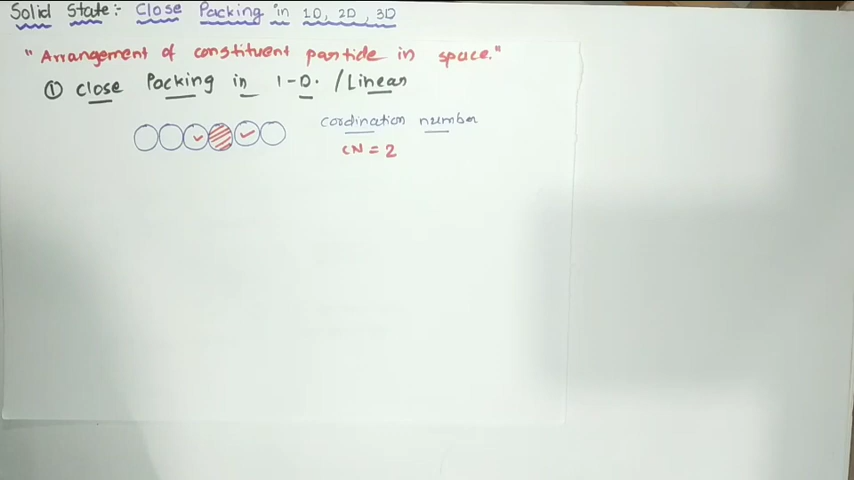 Solid State:- Close Packing in 1D, 2D, 3D
"Arrangement of constituent particle in space."
① Close Packing in 1-D. /Linear
cordination number
CN = 2